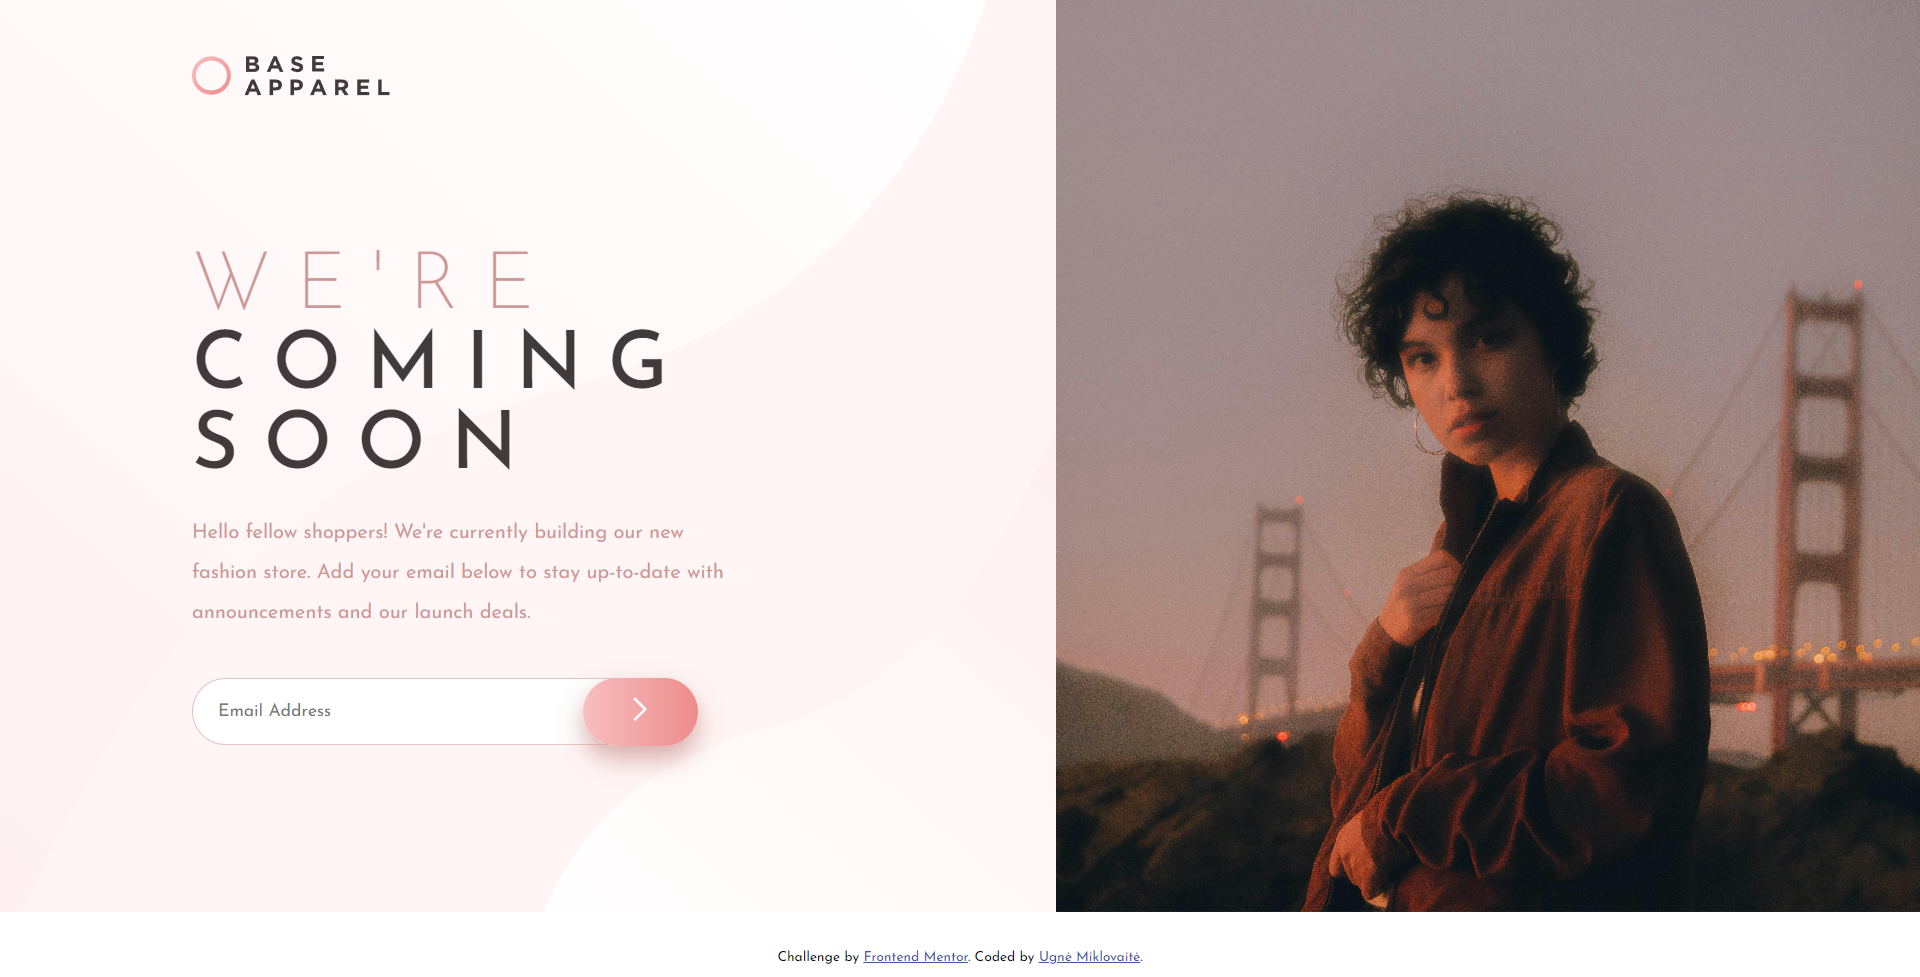 BASE
APPAREL
WE'RE
COMING
SOON
Hello fellow shoppers! We're currently building our new
fashion store. Add your email below to stay up-to-date with
announcements and our launch deals.
Email Address
Challenge by Frontend Mentor. Coded by Ugnė Miklovaitė.